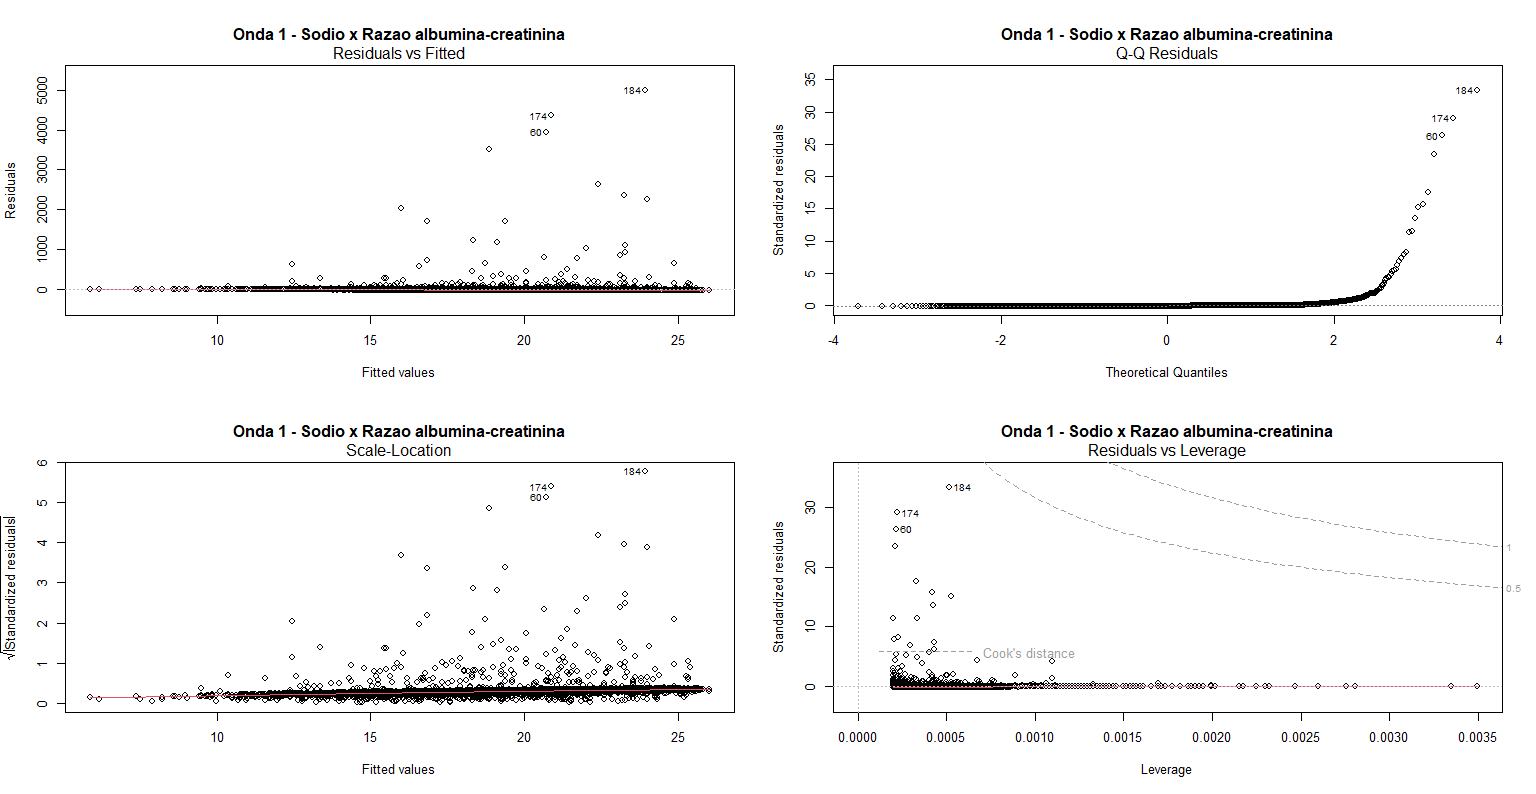 Onda 1 - Sodio x Razao albumina-creatinina
Residuals vs Fitted
Residuals
0 1000 2000 3000 4000 5000
184
174
60
10 15 20 25
Fitted values
Onda 1 - Sodio x Razao albumina-creatinina
Q-Q Residuals
Standardized residuals
0 5 10 15 20 25 30 35
184
174
60
-4 -2 0 2 4
Theoretical Quantiles
Onda 1 - Sodio x Razao albumina-creatinina
Scale-Location
√|Standardized residuals|
0 1 2 3 4 5 6
184
174
60
10 15 20 25
Fitted values
Onda 1 - Sodio x Razao albumina-creatinina
Residuals vs Leverage
Standardized residuals
0 10 20 30
184
174
60
1
0.5
Cook's distance
0.0000 0.0005 0.0010 0.0015 0.0020 0.0025 0.0030 0.0035
Leverage